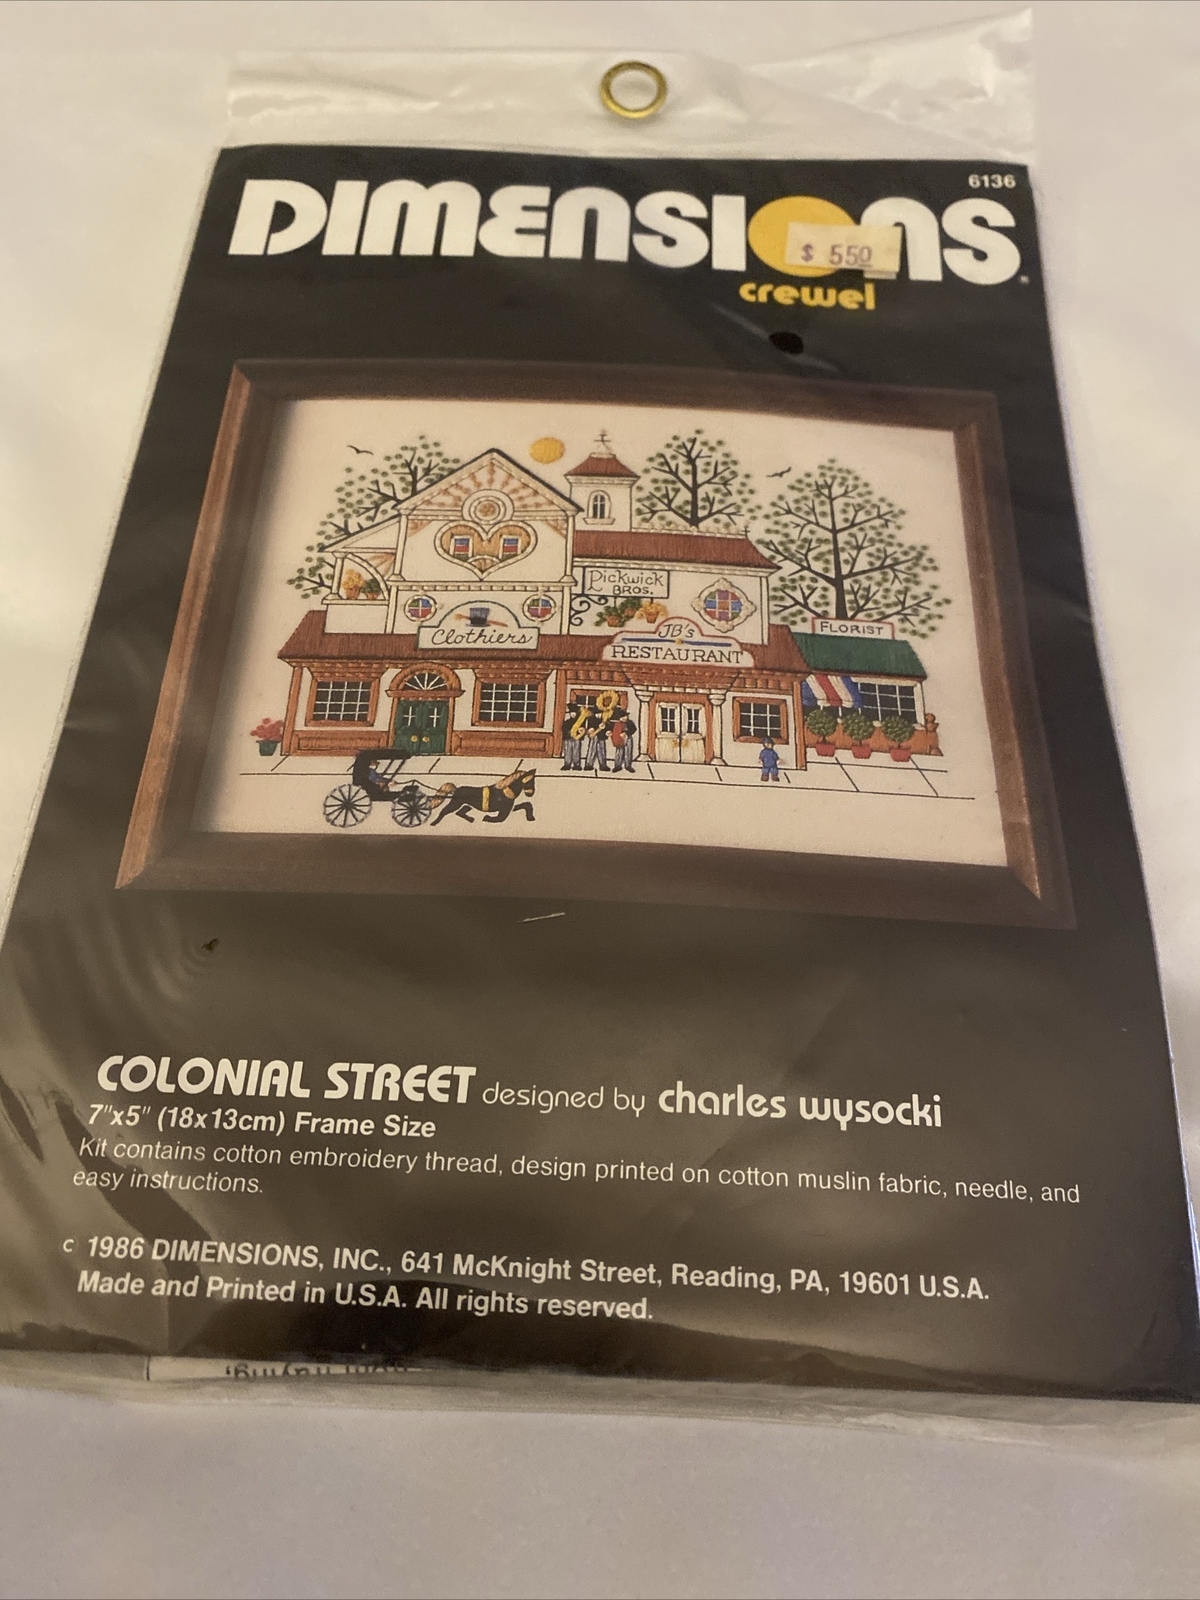 6136
DIMENSIONS
$ 550
crewel
Pickwick
BROS.
Clothiers
JB's
RESTAURANT
FLORIST
COLONIAL STREET designed by charles wysocki
7"x5" (18x13cm) Frame Size
Kit contains cotton embroidery thread, design printed on cotton muslin fabric, needle, and
easy instructions.
c 1986 DIMENSIONS, INC., 641 McKnight Street, Reading, PA, 19601 U.S.A.
Made and Printed in U.S.A. All rights reserved.